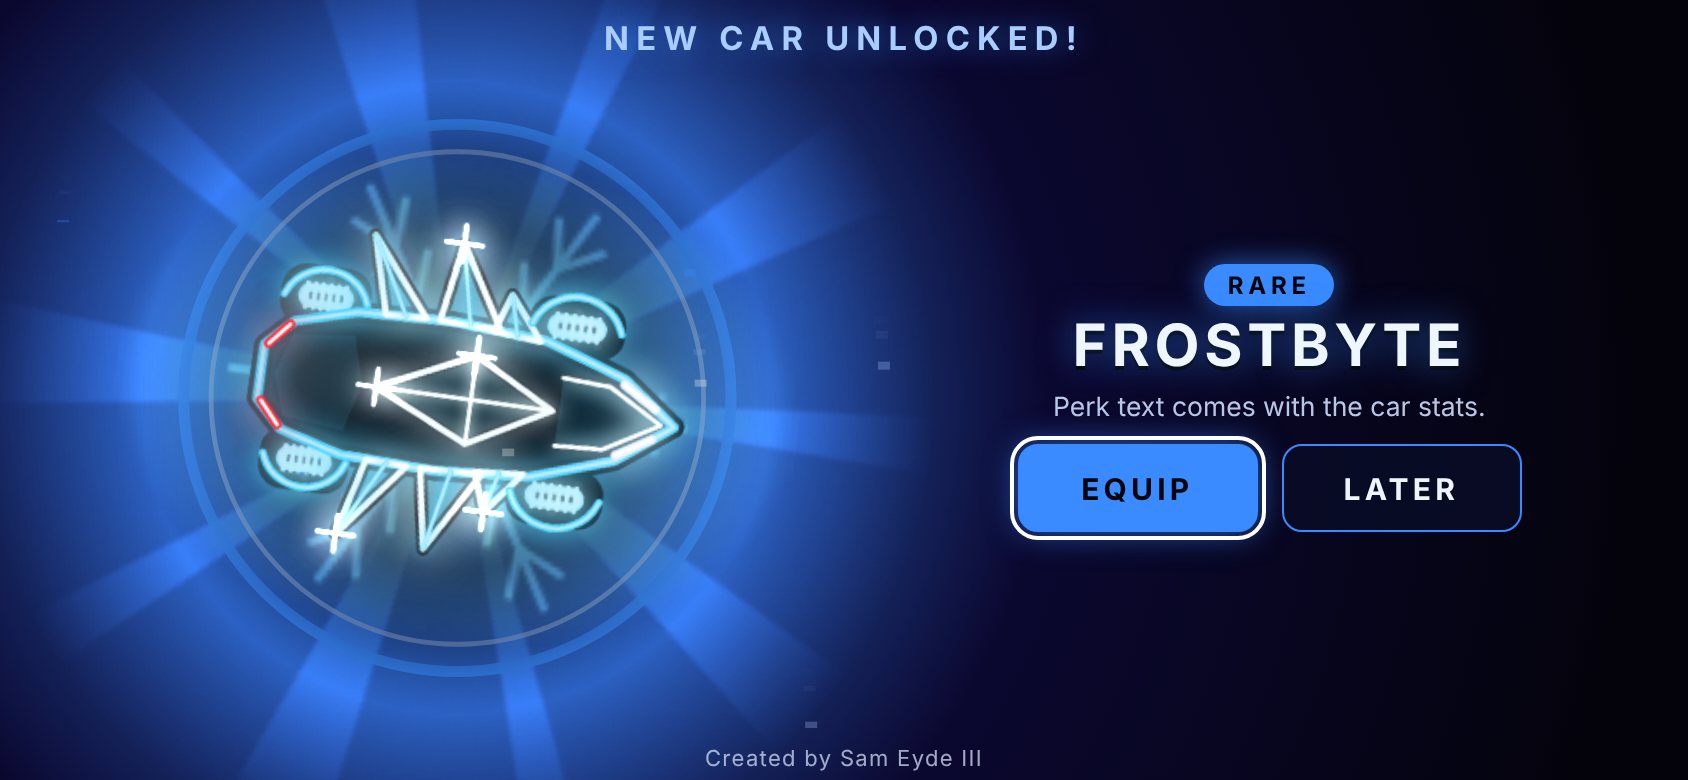 NEW CAR UNLOCKED!
RARE
FROSTBYTE
Perk text comes with the car stats.
EQUIP
LATER
Created by Sam Eyde III